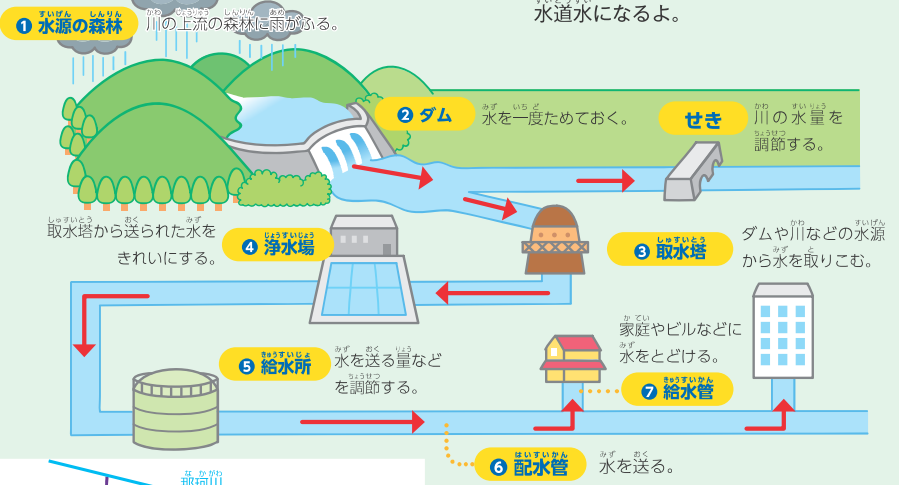 水道水になるよ。
❶ 水源の森林
川の上流の森林に雨がふる。
❷ ダム
水を一度ためておく。
せき
川の水量を
調節する。
❸ 取水塔
ダムや川などの水源
から水を取りこむ。
取水塔から送られた水を
きれいにする。
❹ 浄水場
❺ 給水所
水を送る量など
を調節する。
家庭やビルなどに
水をとどける。
❼ 給水管
❻ 配水管
水を送る。
那珂川